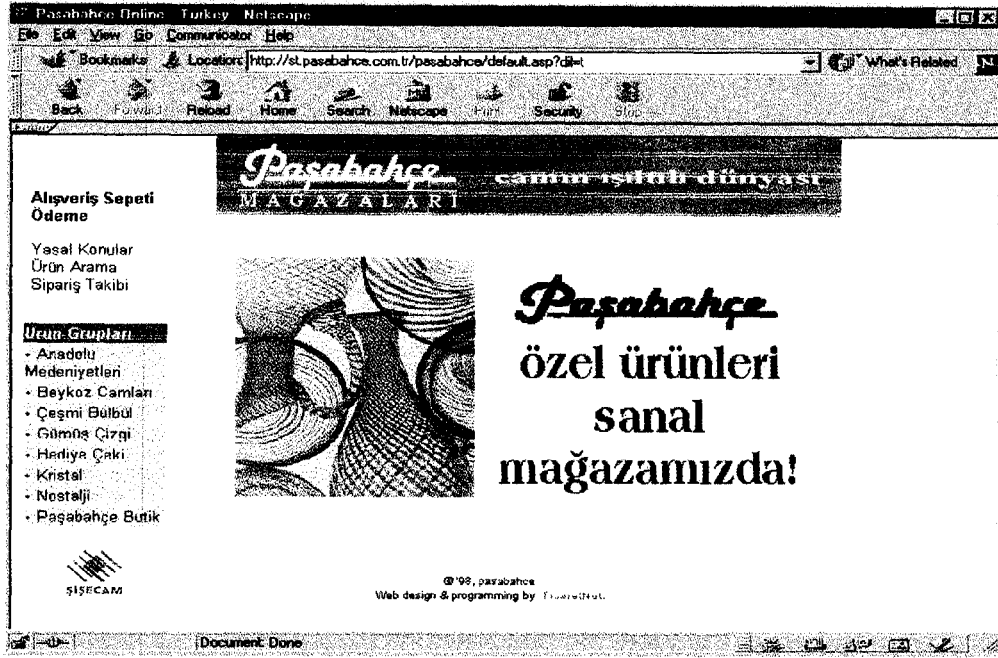 Pasabahce Online - Turkey - Netscape
File Edit View Go Communicator Help
Bookmarks Location: http://st.pasabahce.com.tr/pasabahce/default.asp?dil=t What's Related
Back Forward Reload Home Search Netscape Print Security Stop
Paşabahçe
MAĞAZALARI
camın ışıltılı dünyası
Alışveriş Sepeti
Ödeme
Yasal Konular
Ürün Arama
Sipariş Takibi
Ürün Grupları
- Anadolu
Medeniyetleri
- Beykoz Camları
- Çeşmi Bülbül
- Gümüş Çizgi
- Hediye Çeki
- Kristal
- Nostalji
- Paşabahçe Butik
ŞİŞECAM
Paşabahçe
özel ürünleri
sanal
mağazamızda!
© '98, pasabahce
Web design & programming by
Document: Done